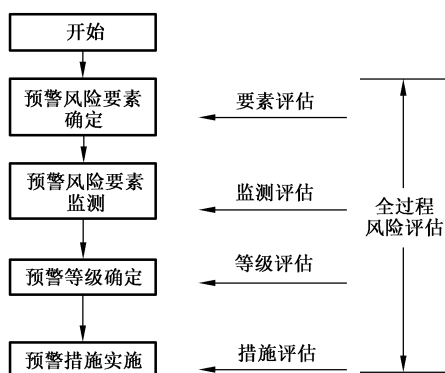 开始
预警风险要素
确定
要素评估
预警风险要素
监测
监测评估
全过程
风险评估
预警等级确定
等级评估
预警措施实施
措施评估